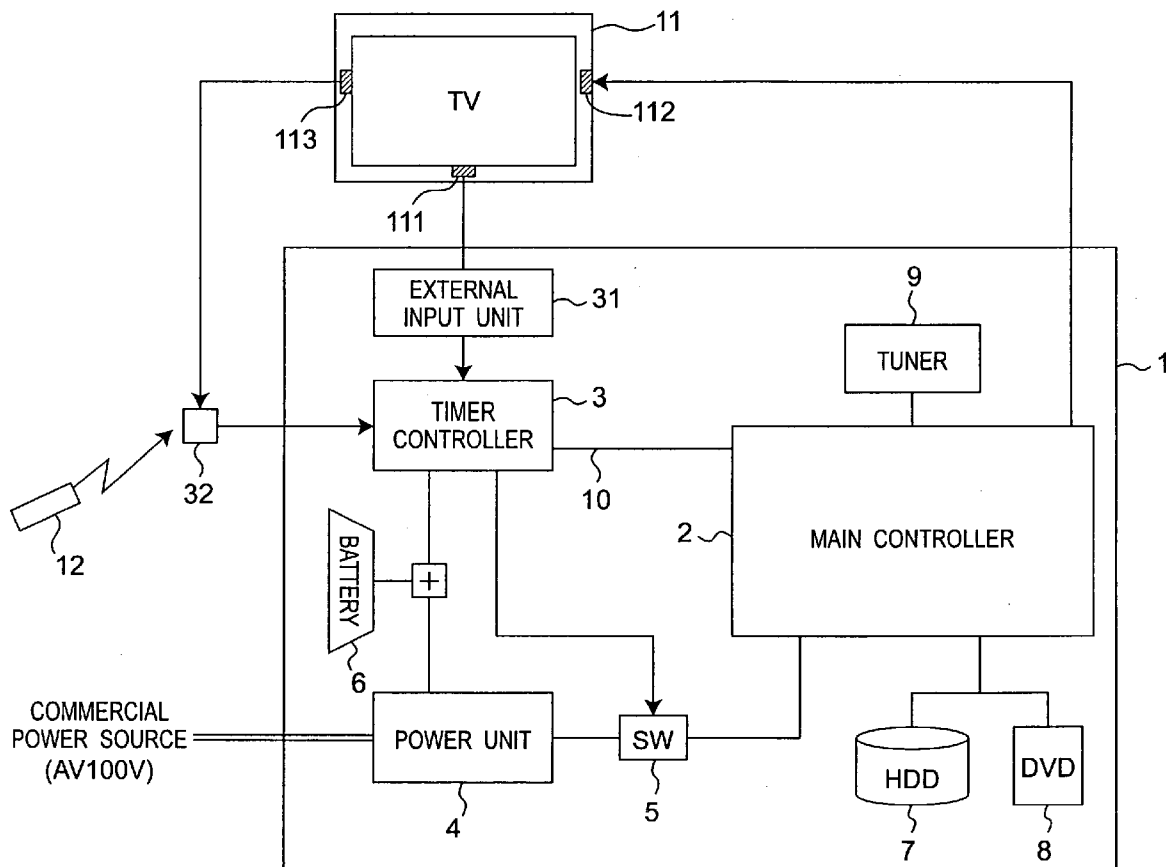 11
TV
113
112
111
EXTERNAL
INPUT UNIT
31
9
TUNER
1
TIMER
CONTROLLER
3
32
10
12
2
MAIN CONTROLLER
BATTERY
+
6
COMMERCIAL
POWER SOURCE
(AV100V)
POWER UNIT
4
SW
5
HDD
7
DVD
8